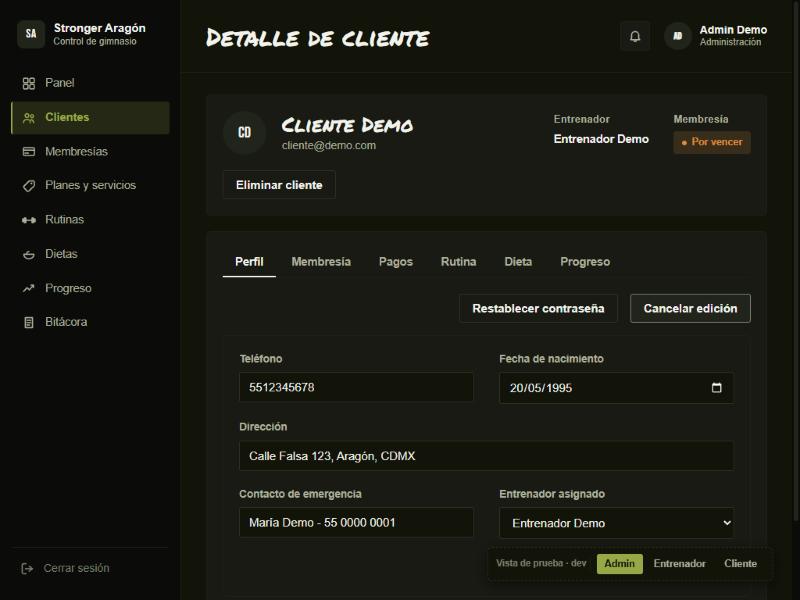 SA
Stronger Aragón
Control de gimnasio
Panel
Clientes
Membresías
Planes y servicios
Rutinas
Dietas
Progreso
Bitácora
Cerrar sesión
Detalle de cliente
AD
Admin Demo
Administración
CD
Cliente Demo
cliente@demo.com
Entrenador
Entrenador Demo
Membresía
Por vencer
Eliminar cliente
Perfil Membresía Pagos Rutina Dieta Progreso
Restablecer contraseña Cancelar edición
Teléfono
5512345678
Fecha de nacimiento
20/05/1995
Dirección
Calle Falsa 123, Aragón, CDMX
Contacto de emergencia
María Demo - 55 0000 0001
Entrenador asignado
Entrenador Demo
Vista de prueba · dev Admin Entrenador Cliente